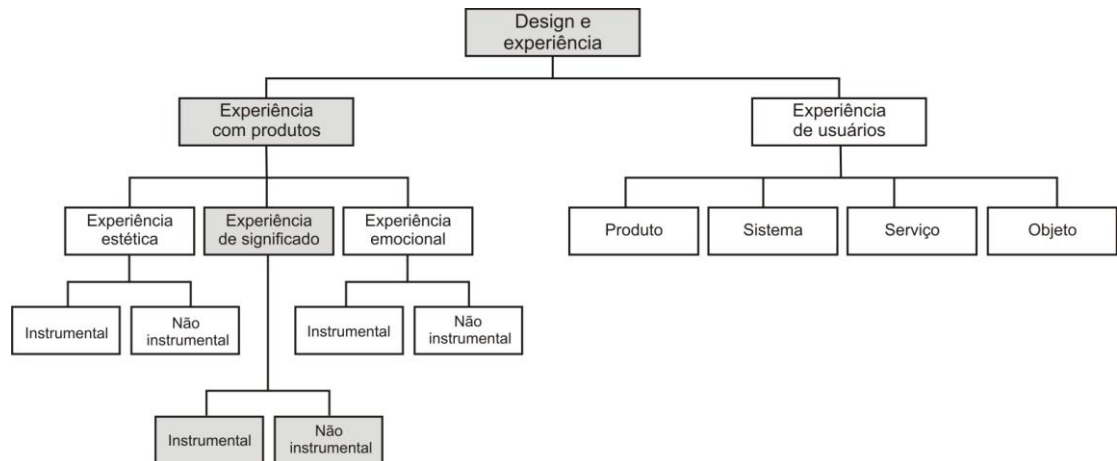 Design e
experiência
Experiência
com produtos
Experiência
de usuários
Experiência
estética
Experiência
de significado
Experiência
emocional
Produto
Sistema
Serviço
Objeto
Instrumental
Não
instrumental
Instrumental
Não
instrumental
Instrumental
Não
instrumental